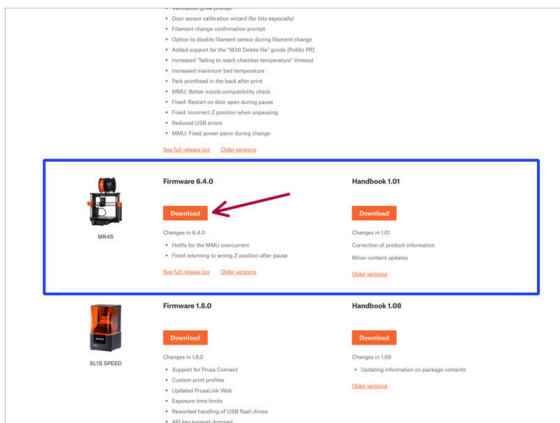 Ventilation grille prompt
Door sensor calibration wizard (for kits especially)
Filament change confirmation prompt
Option to disable filament sensor during filament change
Added support for the "M30 Delete file" gcode [Public PR]
Increased "failing to reach chamber temperature" timeout
Increased maximum bed temperature
Park printhead in the back after print
MMU: Better nozzle compatibility check
Fixed: Restart on door open during pause
Fixed: Incorrect Z position when unpausing
Reduced USB errors
MMU: Fixed power panic during change
See full release log Older versions
Firmware 6.4.0 Handbook 1.01
Download Download
MK4S
Changes in 6.4.0 Changes in 1.01
Hotfix for the MMU overcurrent Correction of product information
Fixed returning to wrong Z position after pause Minor content updates
See full release log Older versions Older versions
Firmware 1.8.0 Handbook 1.08
Download Download
SL1S SPEED
Changes in 1.8.0 Changes in 1.08
Support for Prusa Connect Updating information on package contents
Custom print profiles
Updated PrusaLink Web Older versions
Exposure time limits
Reworked handling of USB flash drives
API key support dropped